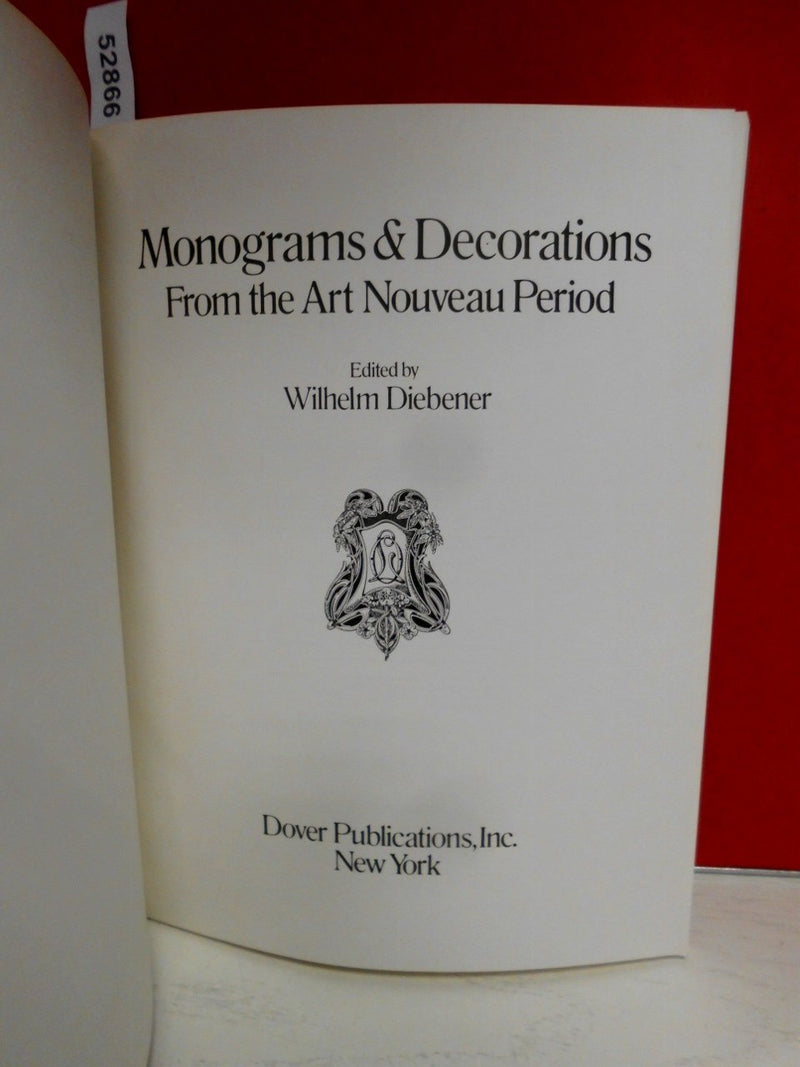 52866
Monograms & Decorations
From the Art Nouveau Period
Edited by
Wilhelm Diebener
Dover Publications, Inc.
New York